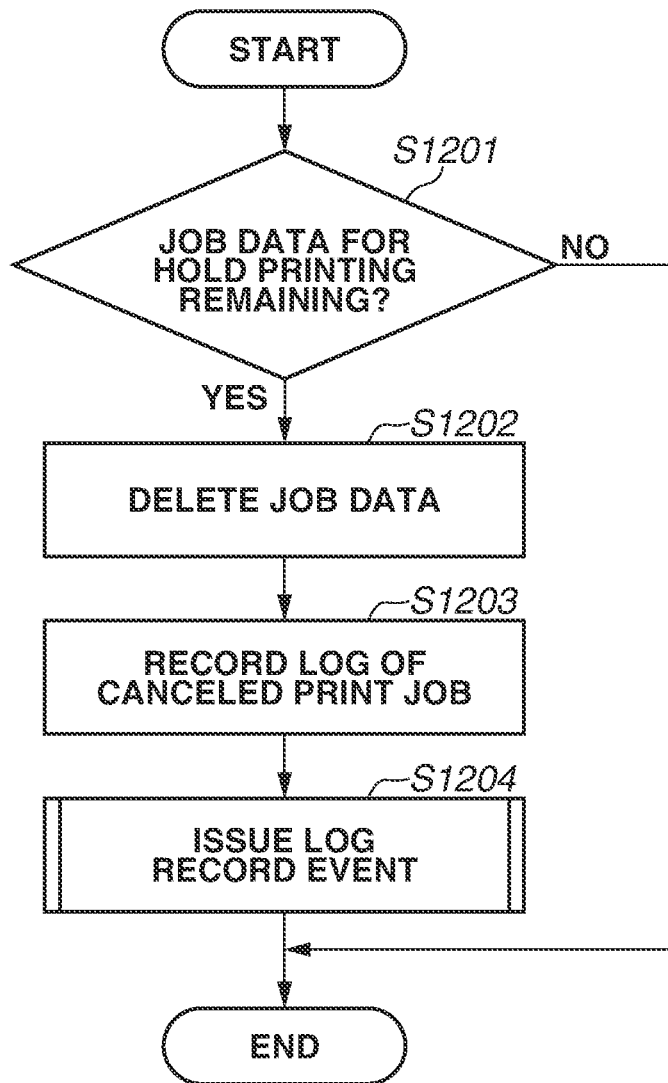 START
S1201
JOB DATA FOR
HOLD PRINTING
REMAINING?
NO
YES
S1202
DELETE JOB DATA
S1203
RECORD LOG OF
CANCELED PRINT JOB
S1204
ISSUE LOG
RECORD EVENT
END